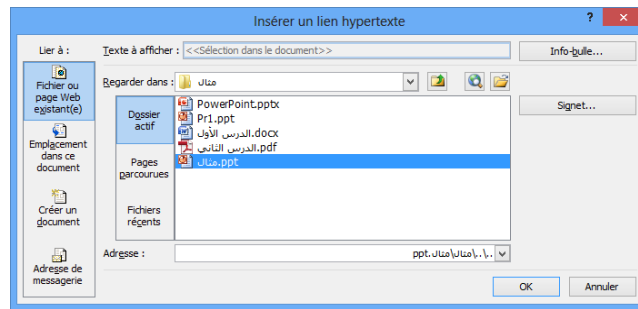 Insérer un lien hypertexte
Lier à :
Texte à afficher : <<Sélection dans le document>>
Info-bulle...
Fichier ou page Web existant(e)
Regarder dans : مثال
Signet...
Dossier actif
PowerPoint.pptx
Pr1.ppt
الدرس الأول.docx
الدرس الثاني.pdf
مثال.ppt
Emplacement dans ce document
Pages parcourues
Créer un document
Fichiers récents
Adresse de messagerie
Adresse : ..\..\مثال\مثال.ppt
OK
Annuler